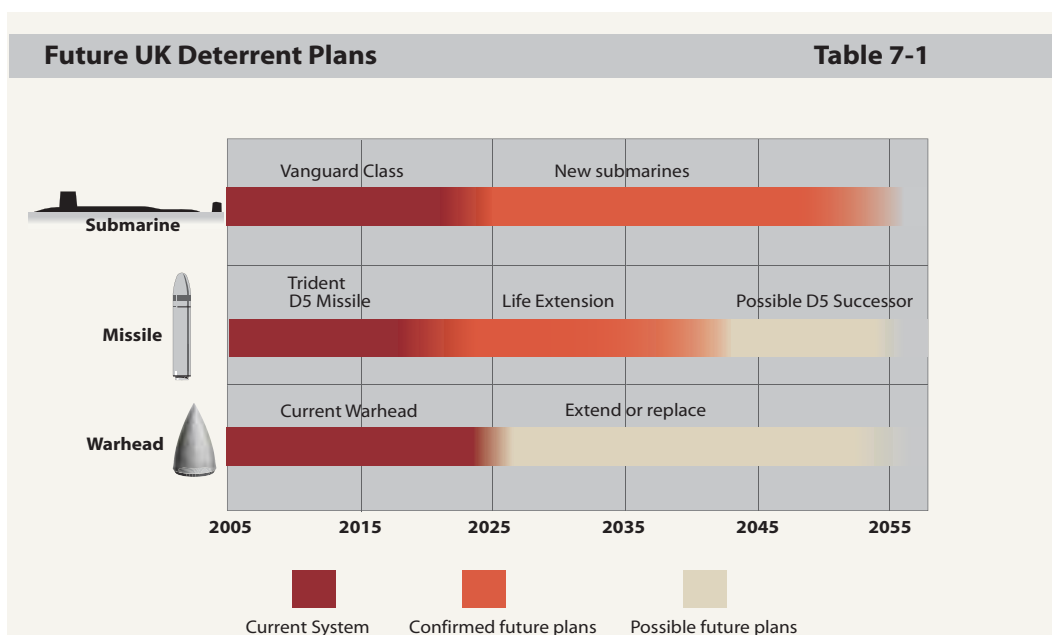 Future UK Deterrent Plans
Table 7-1
Vanguard Class
New submarines
Submarine
Trident
D5 Missile
Life Extension
Possible D5 Successor
Missile
Current Warhead
Extend or replace
Warhead
2005
2015
2025
2035
2045
2055
Current System
Confirmed future plans
Possible future plans